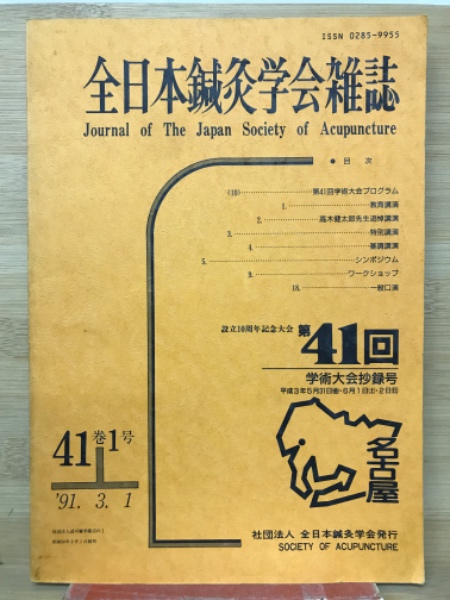 ISSN 0285-9955
全日本鍼灸学会雑誌
Journal of The Japan Society of Acupuncture
●目 次
(10)……第41回学術大会プログラム
1.……教育講演
2.……高木健太郎先生追悼講演
3.……特別講演
4.……基調講演
5.……シンポジウム
9.……ワークショップ
18.……一般口演
設立10周年記念大会 第41回
学術大会抄録号
平成3年5月31日(金)・6月1日(土)・2日(日)
名古屋
41巻1号
'91. 3. 1
社団法人 全日本鍼灸学会発行
SOCIETY OF ACUPUNCTURE